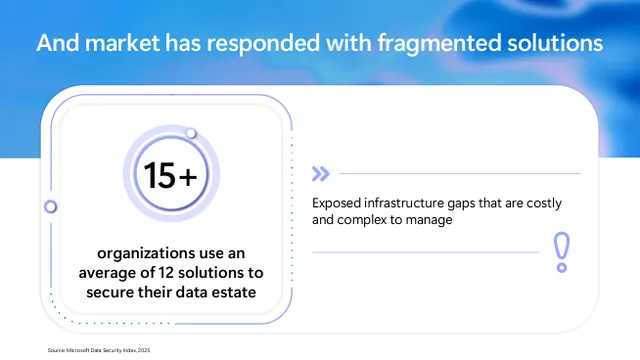 And market has responded with fragmented solutions
15+
organizations use an
average of 12 solutions to
secure their data estate
Exposed infrastructure gaps that are costly
and complex to manage
Source: Microsoft Data Security Index, 2025